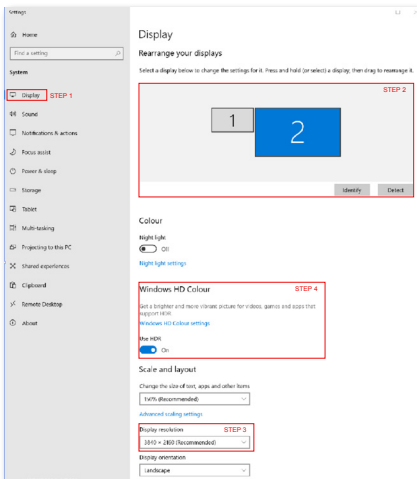 Settings
Home
Find a setting
System
Display
STEP 1
Sound
Notifications & actions
Focus assist
Power & sleep
Storage
Tablet
Multi-tasking
Projecting to this PC
Shared experiences
Clipboard
Remote Desktop
About
Display
Rearrange your displays
Select a display below to change the settings for it. Press and hold (or select) a display, then drag to rearrange it.
STEP 2
1
2
Identify
Detect
Colour
Night light
Off
Night light settings
Windows HD Colour
STEP 4
Get a brighter and more vibrant picture for videos, games and apps that
support HDR.
Windows HD Colour settings
Use HDR
On
Scale and layout
Change the size of text, apps and other items
150% (Recommended)
Advanced scaling settings
Display resolution
STEP 3
3840 × 2160 (Recommended)
Display orientation
Landscape